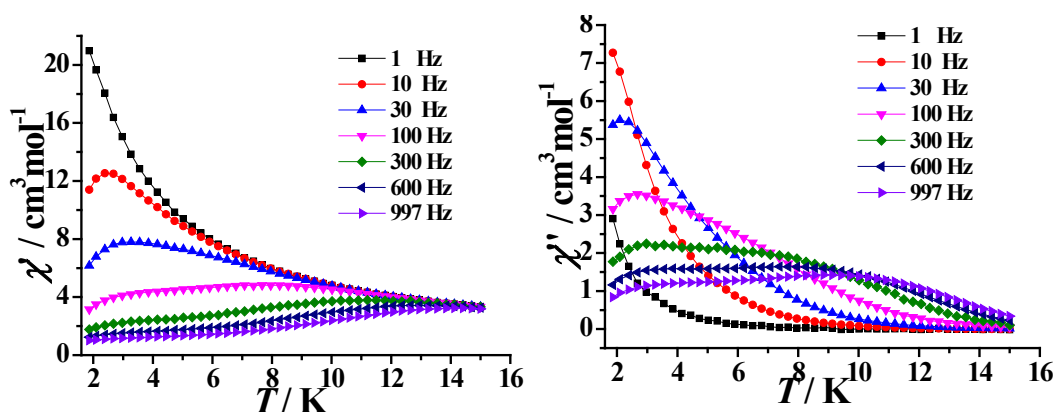 χ' / cm³mol⁻¹
20
16
12
8
4
0
1 Hz
10 Hz
30 Hz
100 Hz
300 Hz
600 Hz
997 Hz
2 4 6 8 10 12 14 16
T / K
χ'' / cm³mol⁻¹
8
7
6
5
4
3
2
1
0
1 Hz
10 Hz
30 Hz
100 Hz
300 Hz
600 Hz
997 Hz
2 4 6 8 10 12 14 16
T / K